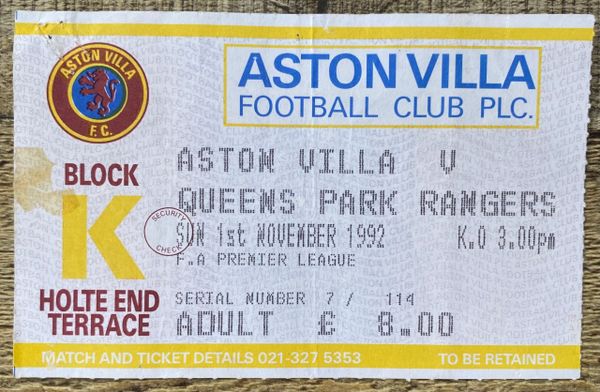 ASTON VILLA
F.C.
ASTON VILLA
FOOTBALL CLUB PLC.
BLOCK
K
HOLTE END
TERRACE
ASTON VILLA V
QUEENS PARK RANGERS
SECURITY
CHECK
SUN 1st NOVEMBER 1992 K.O 3.00pm
F.A PREMIER LEAGUE
SERIAL NUMBER 7 / 114
ADULT £ 8.00
MATCH AND TICKET DETAILS 021-327 5353 TO BE RETAINED